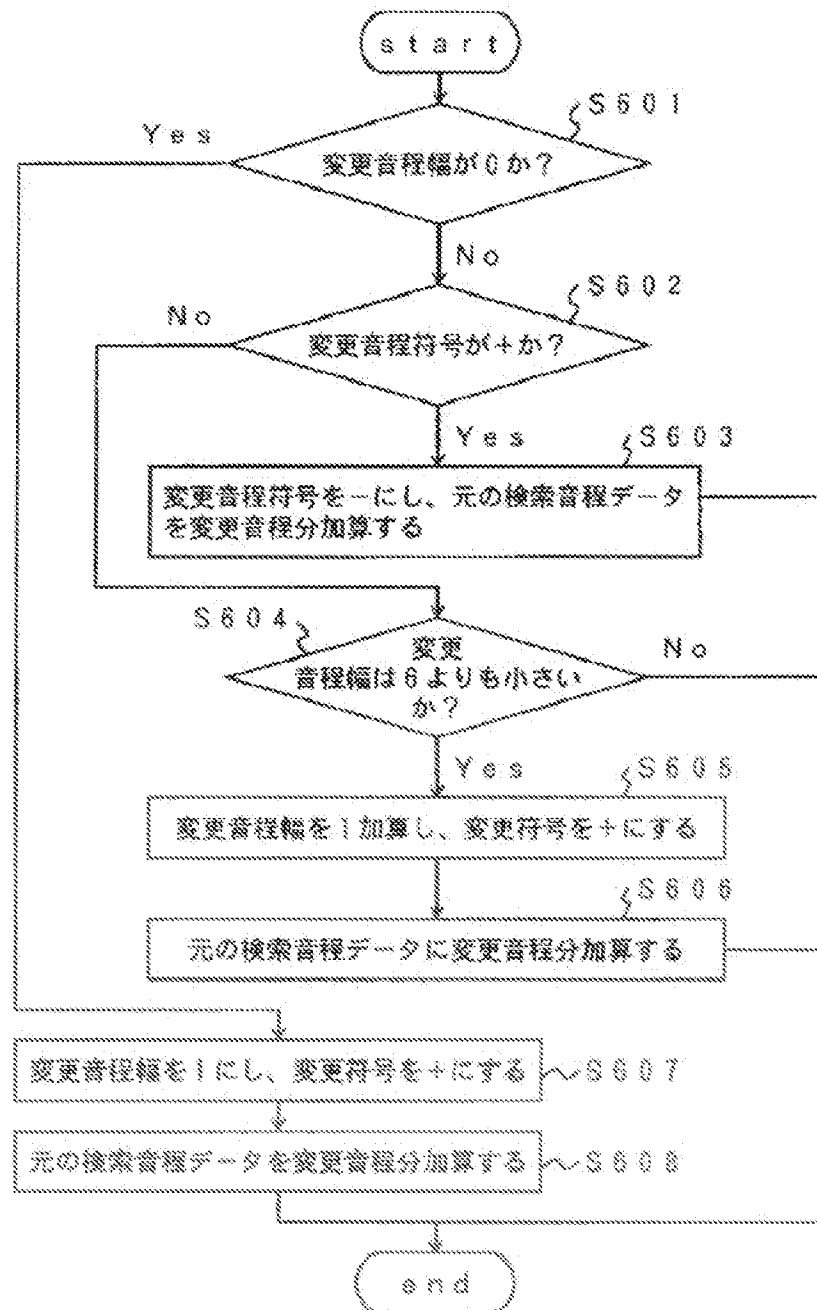 start
S601
Yes
変更音程幅が0か?
No
S602
No
変更音程符号が+か?
Yes
S603
変更音程符号を-にし、元の検索音程データ
を変更音程分加算する
S604
変更
音程幅は6よりも小さい
か?
No
Yes
S605
変更音程幅を1加算し、変更符号を+にする
S606
元の検索音程データに変更音程分加算する
変更音程幅を1にし、変更符号を+にする
S607
元の検索音程データを変更音程分加算する
S608
end